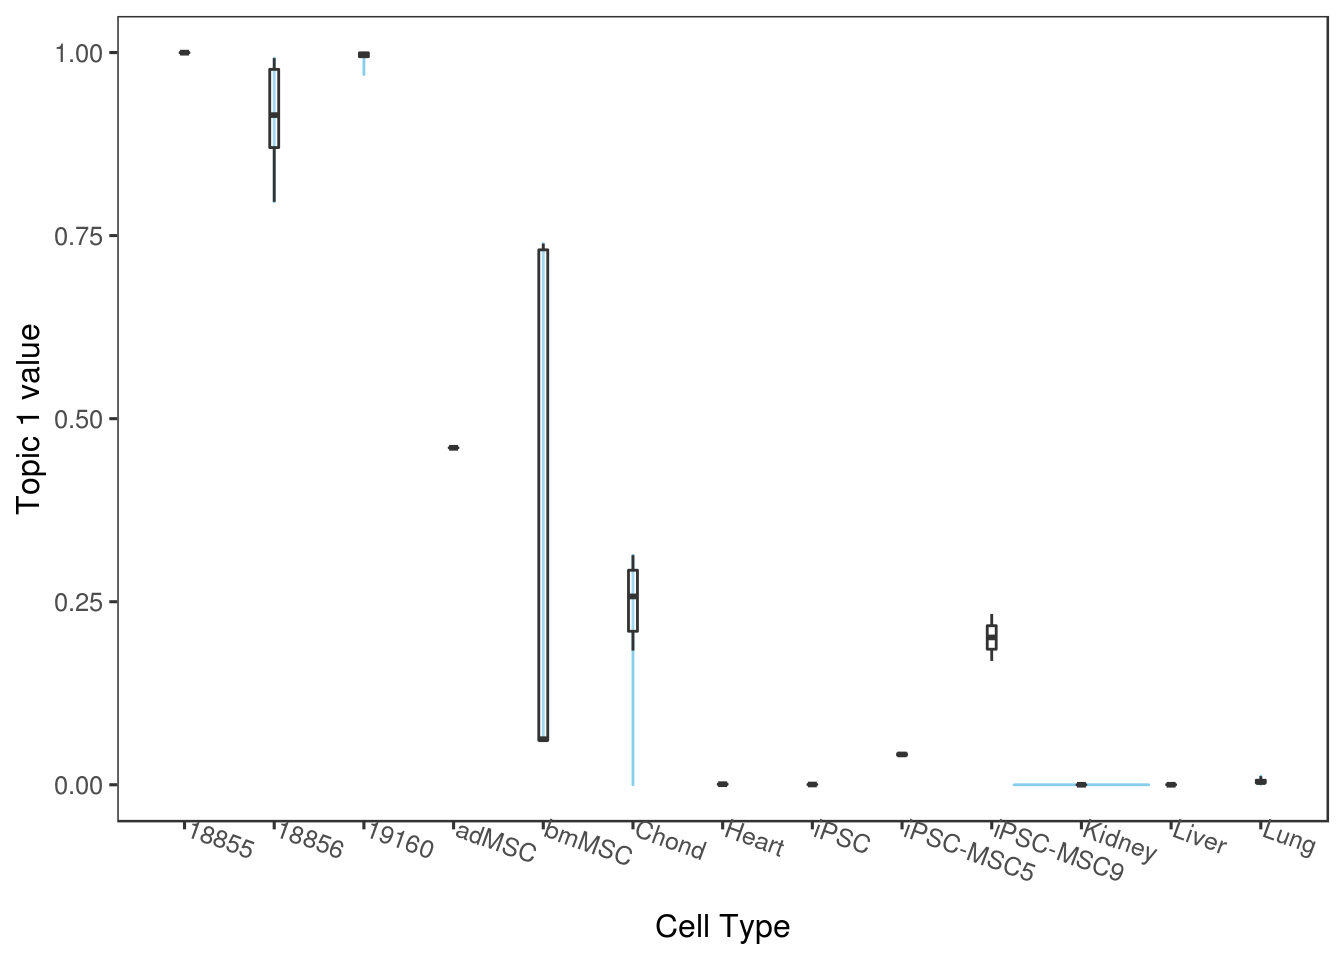 1.00
0.75
0.50
0.25
0.00
Topic 1 value
18855 18856 19160 adMSC bmMSC Chond Heart iPSC iPSC-MSC5 iPSC-MSC9 Kidney Liver Lung
Cell Type